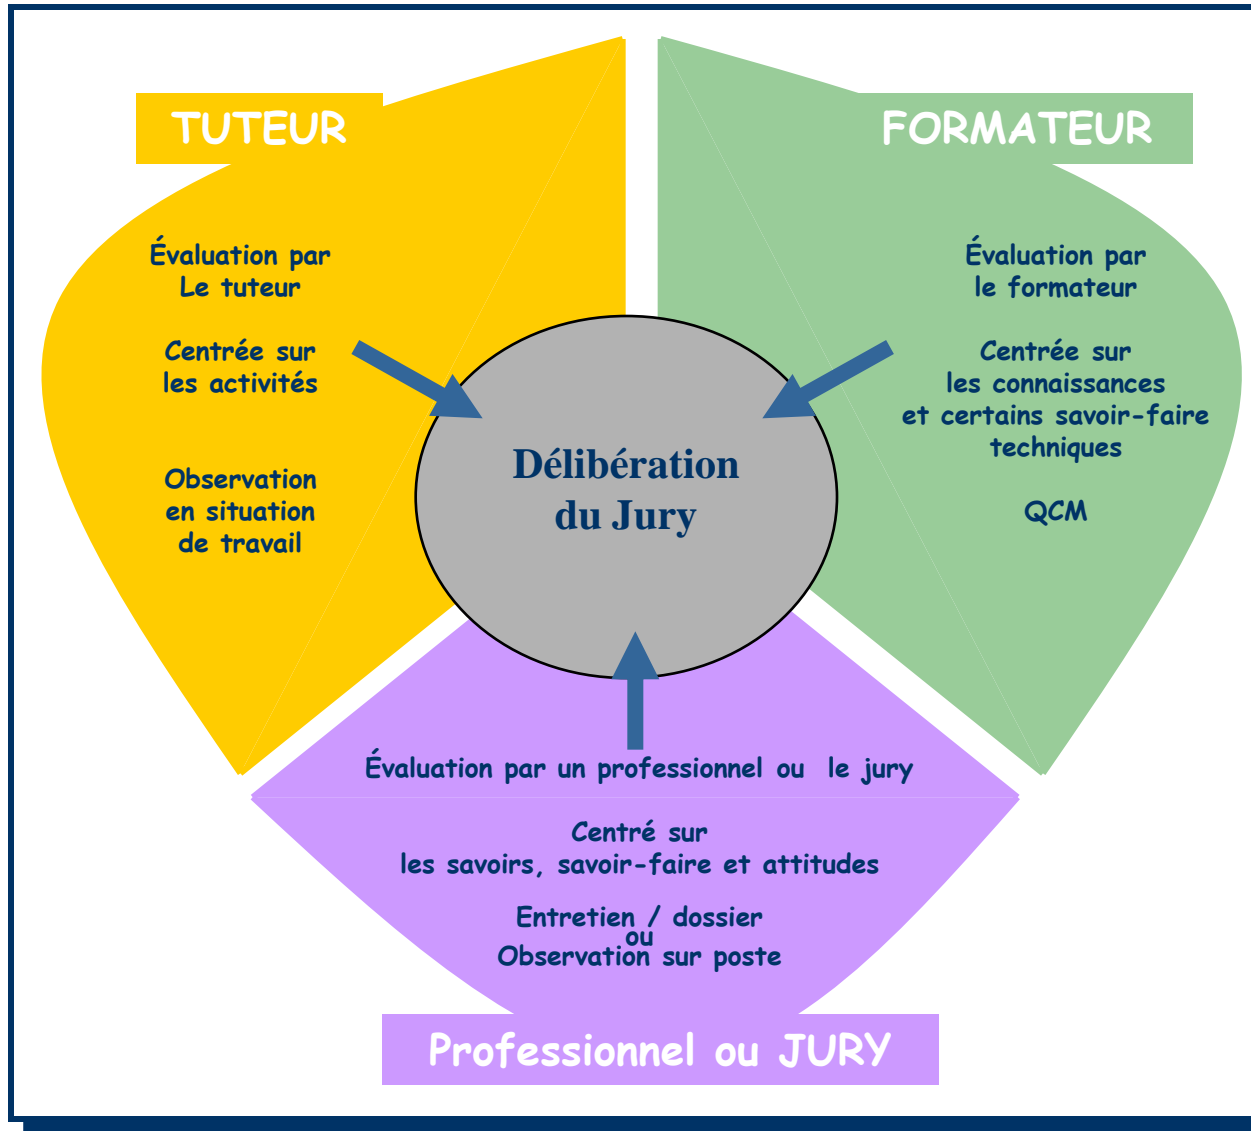 TUTEUR
Évaluation par
Le tuteur
Centrée sur
les activités
Observation
en situation
de travail
FORMATEUR
Évaluation par
le formateur
Centrée sur
les connaissances
et certains savoir-faire
techniques
QCM
Délibération
du Jury
Évaluation par un professionnel ou le jury
Centré sur
les savoirs, savoir-faire et attitudes
Entretien / dossier
ou
Observation sur poste
Professionnel ou JURY